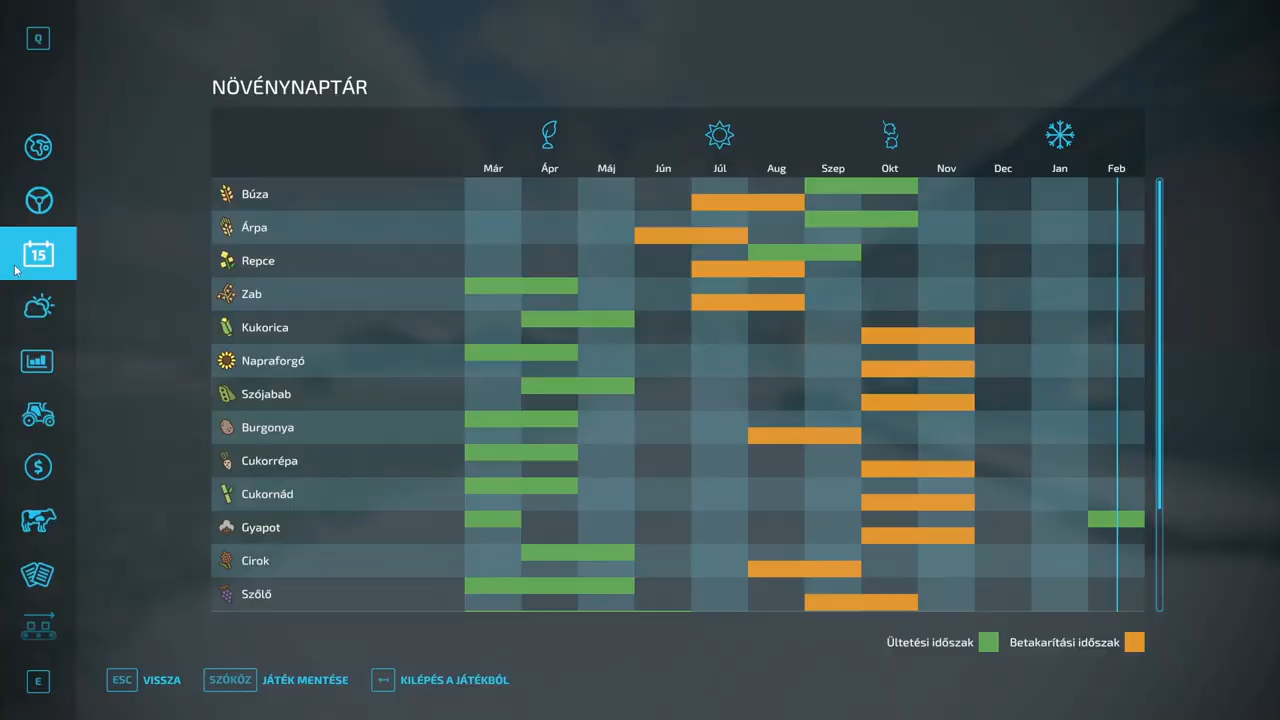 Q
NÖVÉNYNAPTÁR
Már Ápr Máj Jún Júl Aug Szep Okt Nov Dec Jan Feb
Búza
Árpa
15
Repce
Zab
Kukorica
Napraforgó
Szójabab
Burgonya
Cukorrépa
$
Cukornád
Gyapot
Cirok
Szőlő
Ültetési időszak Betakarítási időszak
E
ESC VISSZA SZÓKÖZ JÁTÉK MENTÉSE KILÉPÉS A JÁTÉKBÓL